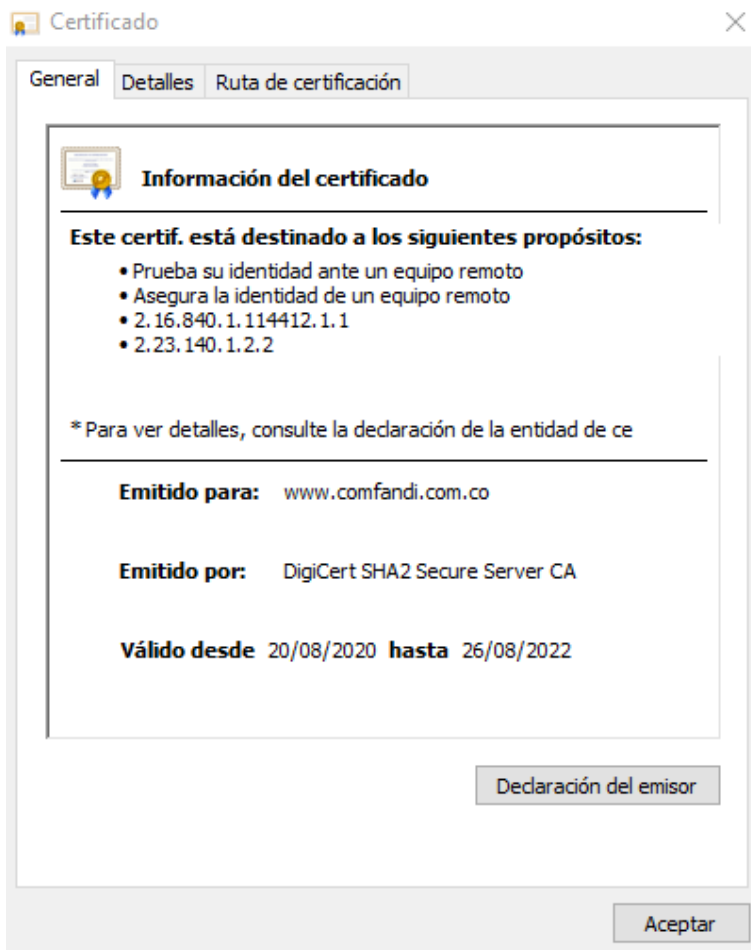 Certificado
General Detalles Ruta de certificación
Información del certificado
Este certif. está destinado a los siguientes propósitos:
• Prueba su identidad ante un equipo remoto
• Asegura la identidad de un equipo remoto
• 2.16.840.1.114412.1.1
• 2.23.140.1.2.2
* Para ver detalles, consulte la declaración de la entidad de ce
Emitido para: www.comfandi.com.co
Emitido por: DigiCert SHA2 Secure Server CA
Válido desde 20/08/2020 hasta 26/08/2022
Declaración del emisor
Aceptar